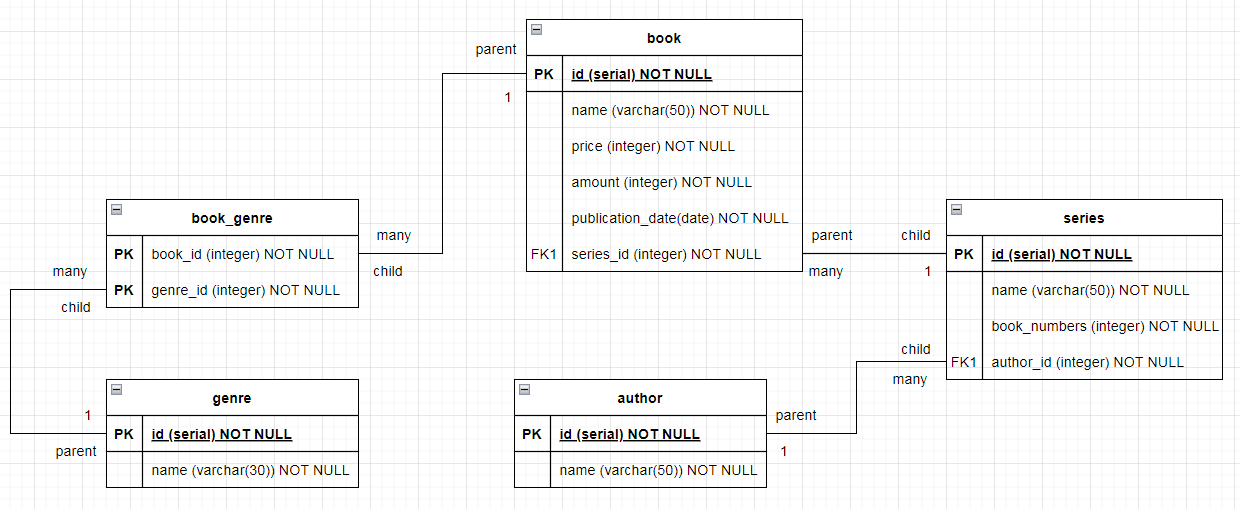 book
PK id (serial) NOT NULL
name (varchar(50)) NOT NULL
price (integer) NOT NULL
amount (integer) NOT NULL
publication_date(date) NOT NULL
FK1 series_id (integer) NOT NULL
parent
1
many
child
book_genre
PK book_id (integer) NOT NULL
PK genre_id (integer) NOT NULL
many
child
1
parent
genre
PK id (serial) NOT NULL
name (varchar(30)) NOT NULL
author
PK id (serial) NOT NULL
name (varchar(50)) NOT NULL
parent
1
child
many
parent
many
child
1
series
PK id (serial) NOT NULL
name (varchar(50)) NOT NULL
book_numbers (integer) NOT NULL
FK1 author_id (integer) NOT NULL